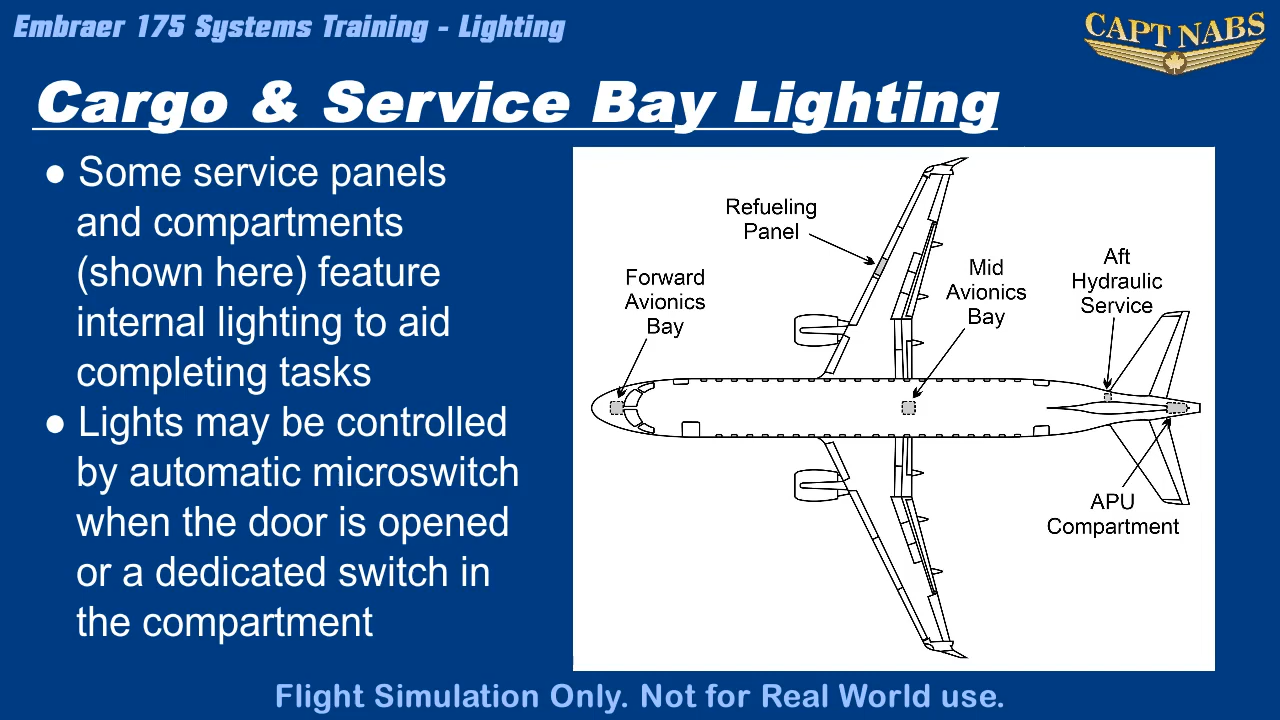 Embraer 175 Systems Training - Lighting
CAPT NABS
Cargo & Service Bay Lighting
● Some service panels
and compartments
(shown here) feature
internal lighting to aid
completing tasks
● Lights may be controlled
by automatic microswitch
when the door is opened
or a dedicated switch in
the compartment
Refueling
Panel
Forward
Avionics
Bay
Mid
Avionics
Bay
Aft
Hydraulic
Service
APU
Compartment
Flight Simulation Only. Not for Real World use.